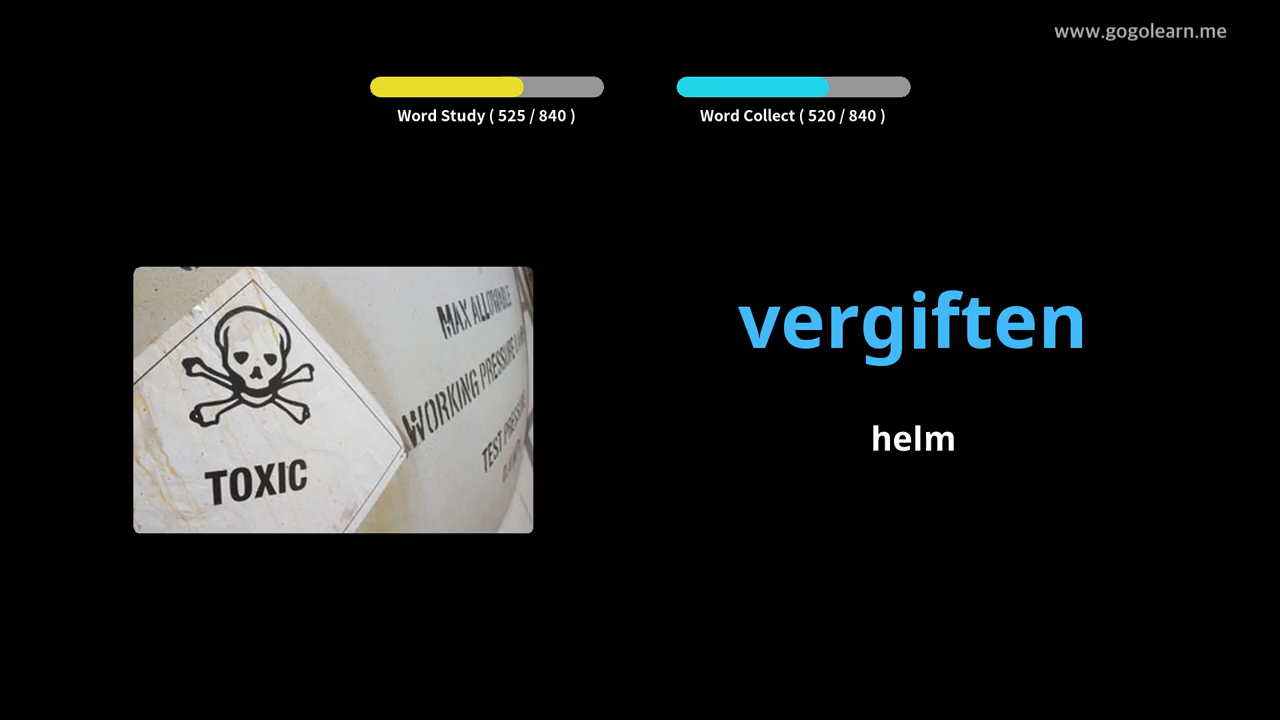 www.gogolearn.me
Word Study ( 525 / 840 )
Word Collect ( 520 / 840 )
MAX ALLOWABLE
WORKING PRESSURE
TEST PRESSURE
TOXIC
vergiften
helm